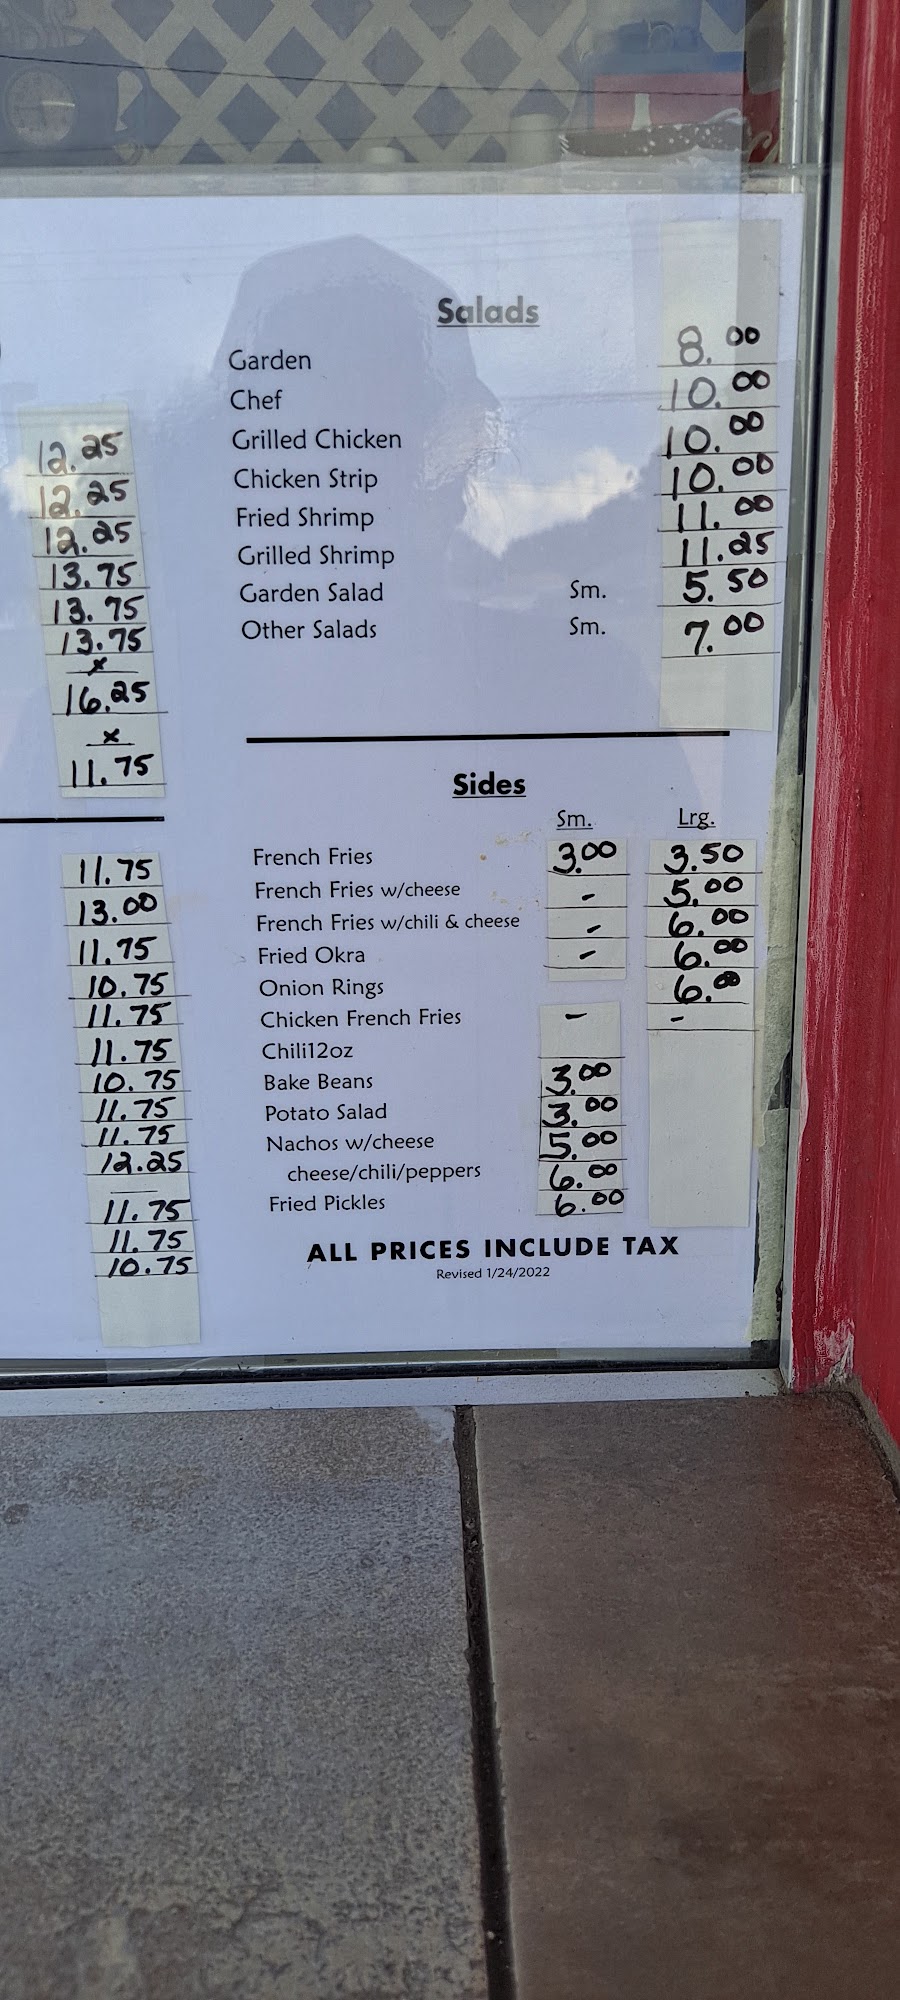 Salads
Garden 8.00
Chef 10.00
Grilled Chicken 10.00
Chicken Strip 10.00
Fried Shrimp 11.00
Grilled Shrimp 11.25
Garden Salad Sm. 5.50
Other Salads Sm. 7.00
12.25
12.25
12.25
13.75
13.75
13.75
x
16.25
x
11.75
Sides
Sm. Lrg.
French Fries 3.00 3.50
French Fries w/cheese - 5.00
French Fries w/chili & cheese - 6.00
Fried Okra - 6.00
Onion Rings 6.00
Chicken French Fries - -
Chili12oz
Bake Beans 3.00
Potato Salad 3.00
Nachos w/cheese 5.00
cheese/chili/peppers 6.00
Fried Pickles 6.00
ALL PRICES INCLUDE TAX
Revised 1/24/2022
11.75
13.00
11.75
10.75
11.75
11.75
10.75
11.75
11.75
12.25
11.75
11.75
10.75